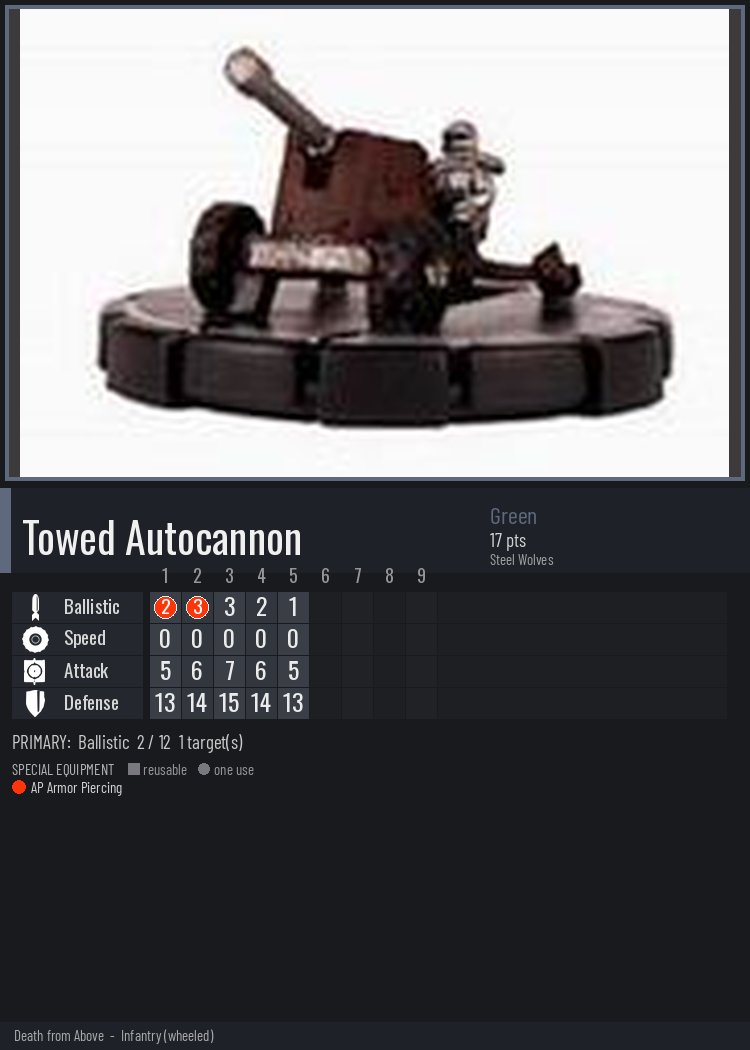 Towed Autocannon
Green
17 pts
Steel Wolves
1 2 3 4 5 6 7 8 9
Ballistic 2 3 3 2 1
Speed 0 0 0 0 0
Attack 5 6 7 6 5
Defense 13 14 15 14 13
PRIMARY: Ballistic 2 / 12 1 target(s)
SPECIAL EQUIPMENT reusable one use
AP Armor Piercing
Death from Above - Infantry (wheeled)